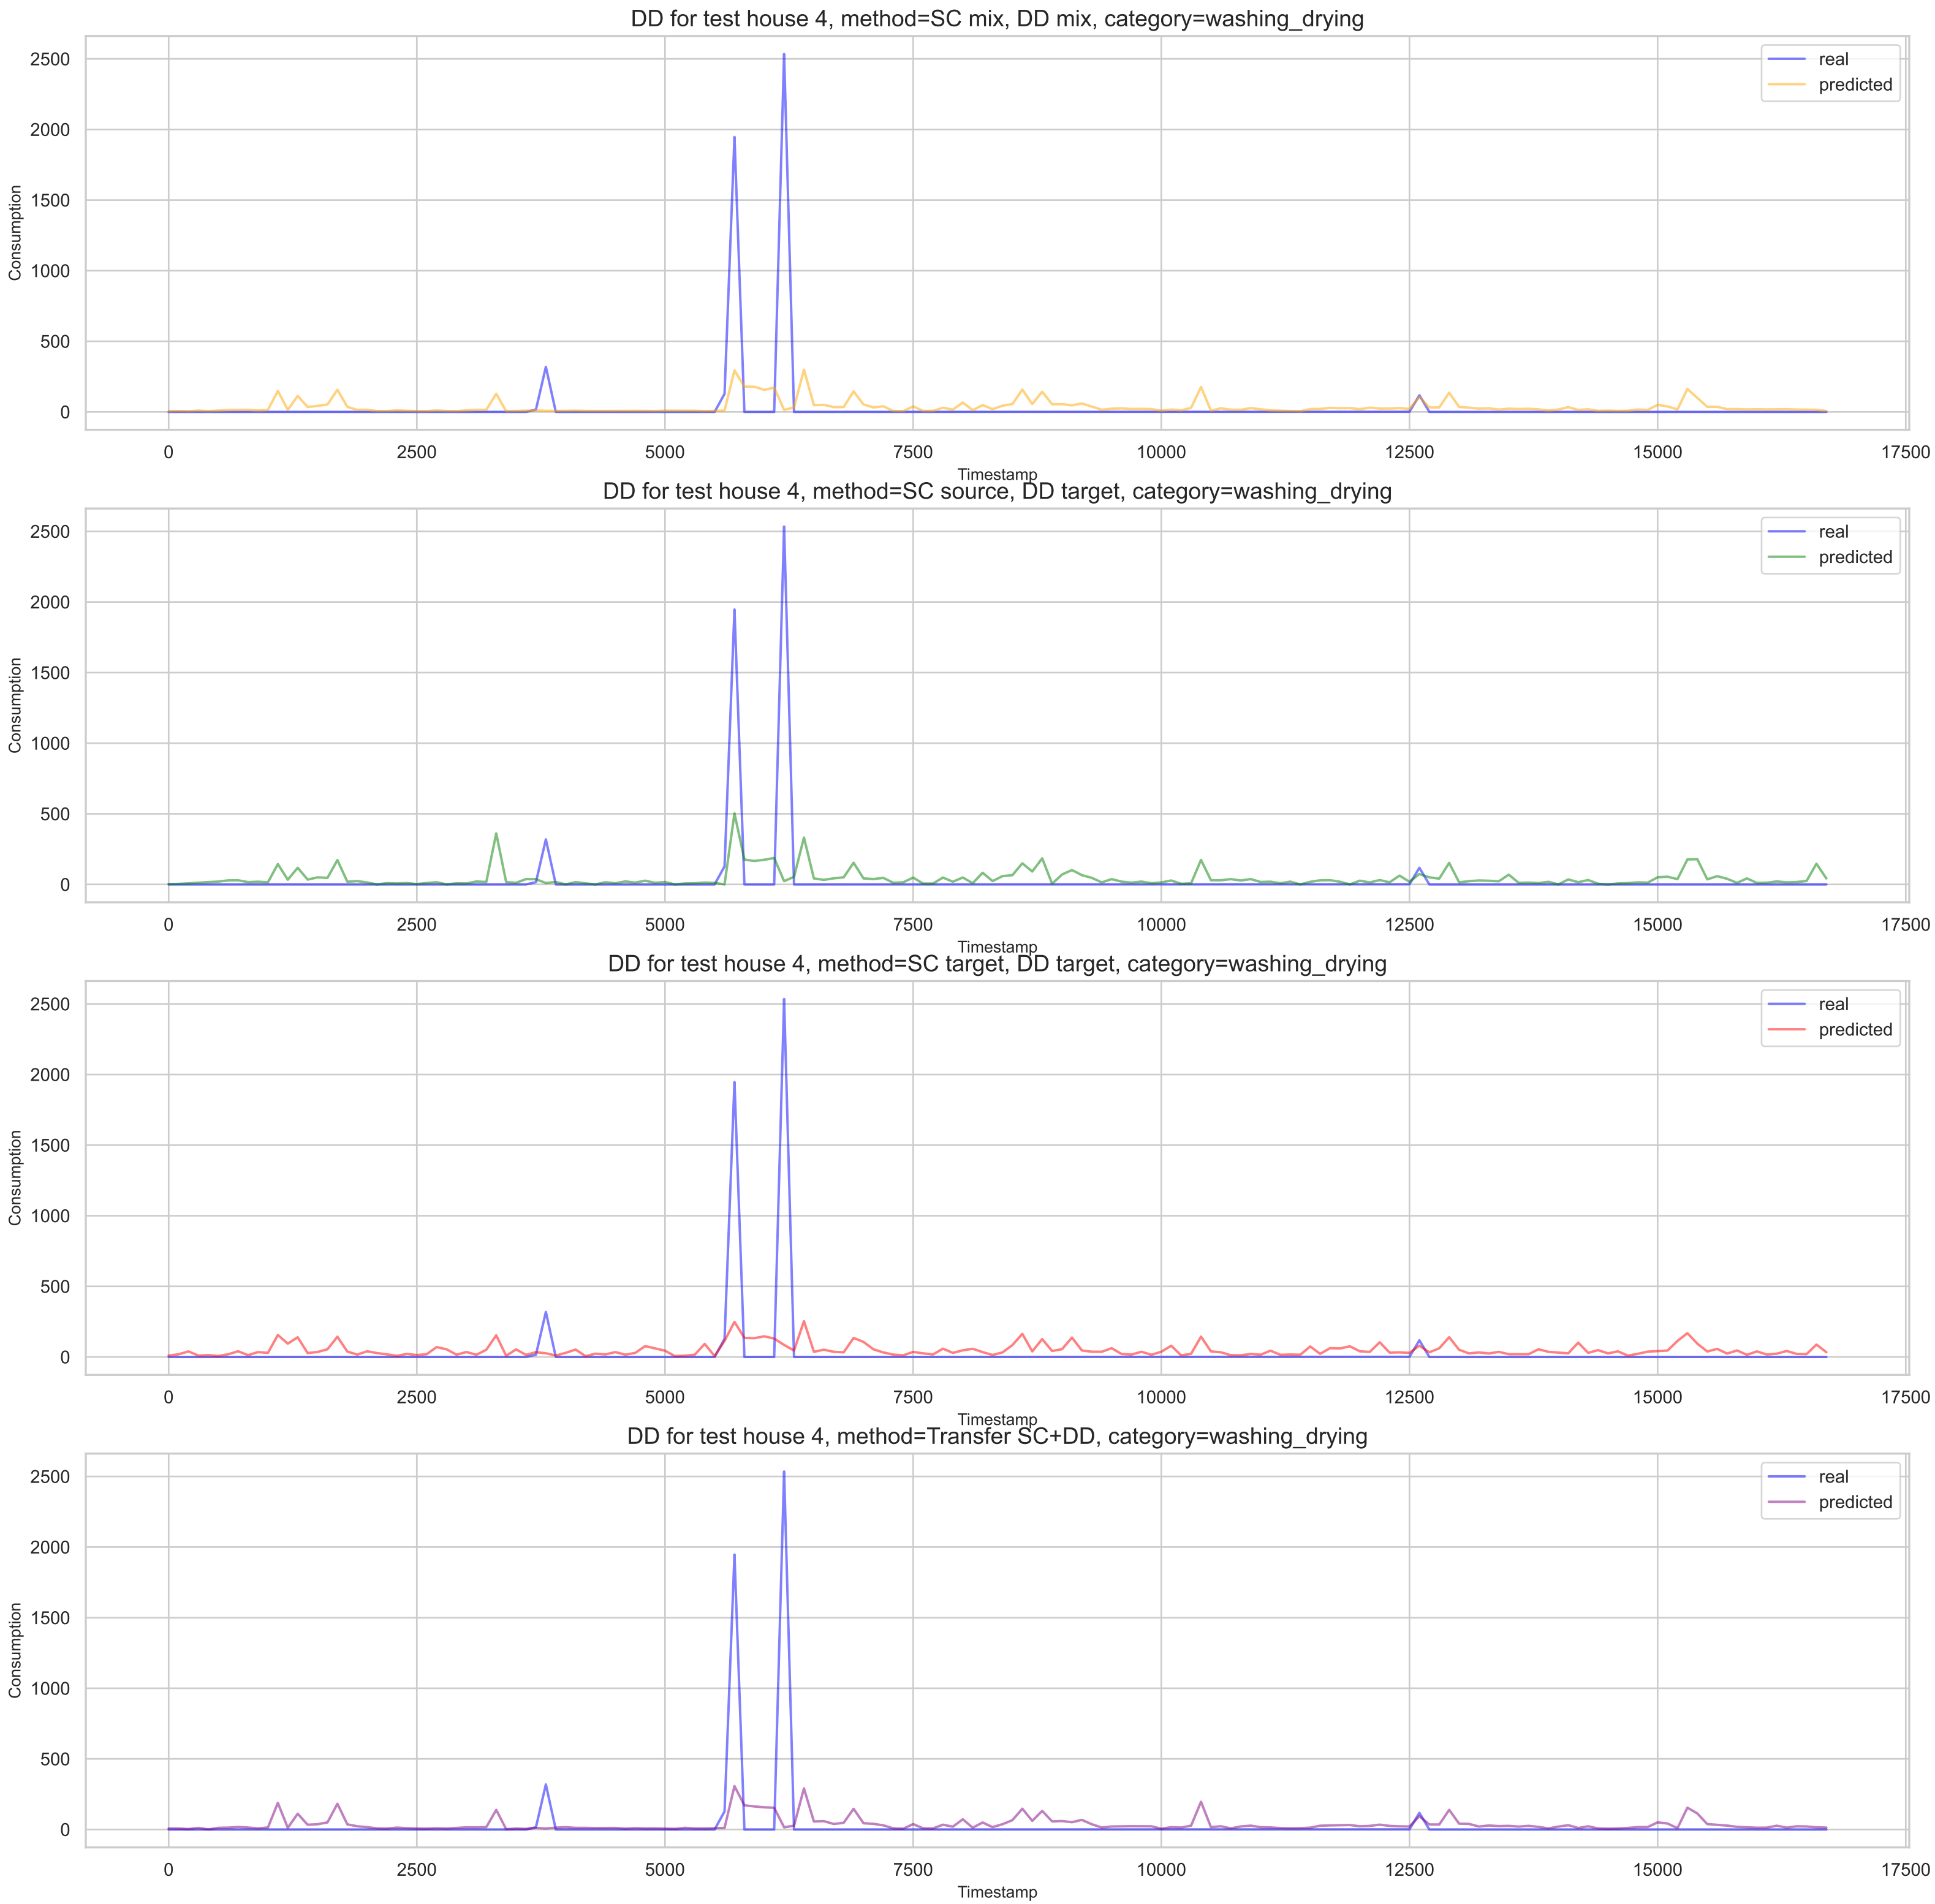 DD for test house 4, method=SC mix, DD mix, category=washing_drying
real
predicted
2500
2000
1500
1000
500
0
Consumption
0 2500 5000 7500 10000 12500 15000 17500
Timestamp
DD for test house 4, method=SC source, DD target, category=washing_drying
real
predicted
2500
2000
1500
1000
500
0
Consumption
0 2500 5000 7500 10000 12500 15000 17500
Timestamp
DD for test house 4, method=SC target, DD target, category=washing_drying
real
predicted
2500
2000
1500
1000
500
0
Consumption
0 2500 5000 7500 10000 12500 15000 17500
Timestamp
DD for test house 4, method=Transfer SC+DD, category=washing_drying
real
predicted
2500
2000
1500
1000
500
0
Consumption
0 2500 5000 7500 10000 12500 15000 17500
Timestamp